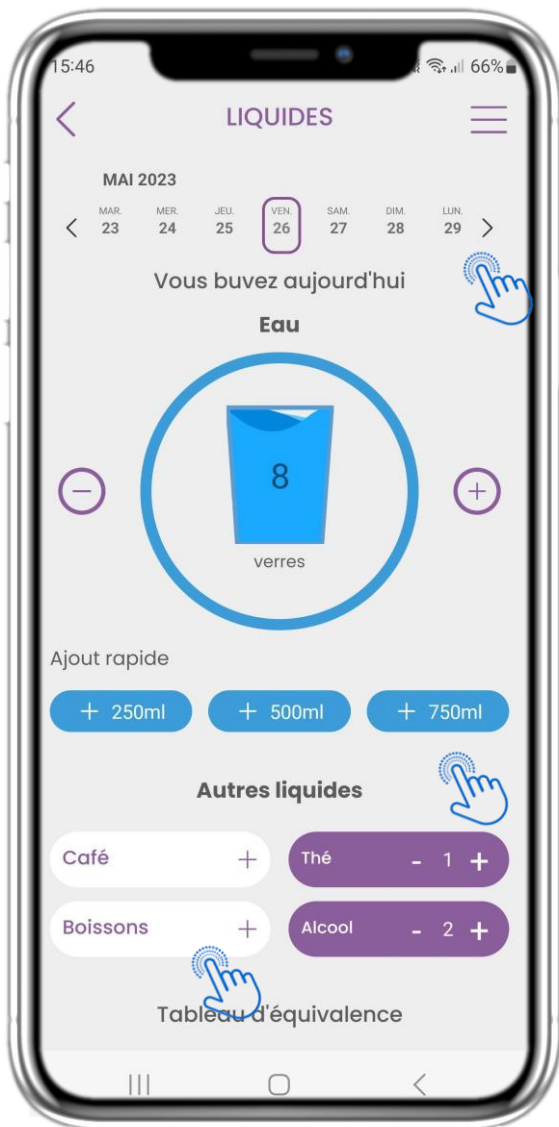 15:46 66%
LIQUIDES
MAI 2023
MAR. MER. JEU. VEN. SAM. DIM. LUN.
23 24 25 26 27 28 29
Vous buvez aujourd'hui
Eau
8
verres
Ajout rapide
+ 250ml + 500ml + 750ml
Autres liquides
Café + Thé - 1 +
Boissons + Alcool - 2 +
Tableau d'équivalence